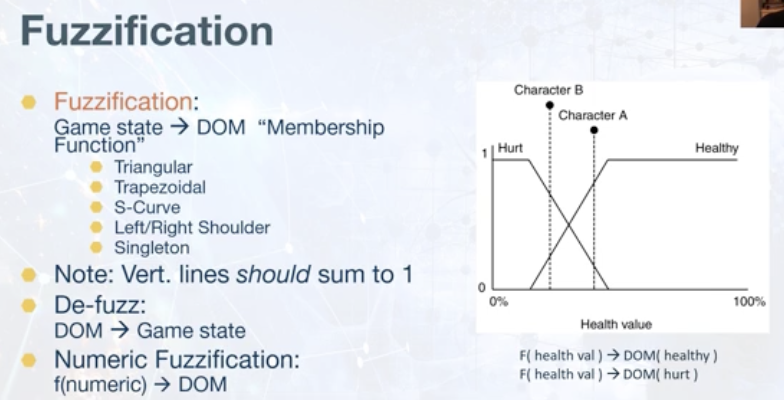 Fuzzification
Fuzzification:
Game state → DOM “Membership
Function”
Triangular
Trapezoidal
S-Curve
Left/Right Shoulder
Singleton
Note: Vert. lines should sum to 1
De-fuzz:
DOM → Game state
Numeric Fuzzification:
f(numeric) → DOM
Character B
Character A
1
Hurt
Healthy
0
0%
100%
Health value
F( health val ) → DOM( healthy )
F( health val ) → DOM( hurt )